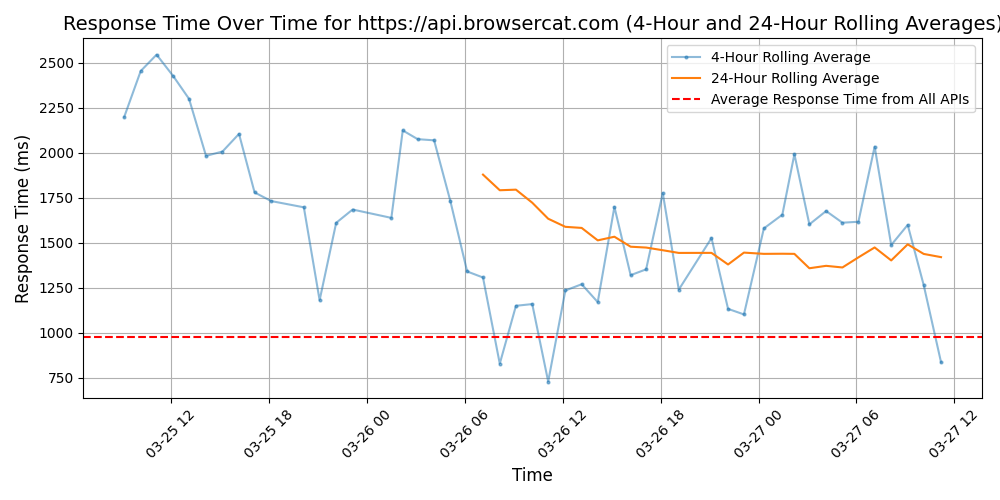 Response Time Over Time for https://api.browsercat.com (4-Hour and 24-Hour Rolling Averages)
4-Hour Rolling Average
24-Hour Rolling Average
Average Response Time from All APIs
Response Time (ms)
2500
2250
2000
1750
1500
1250
1000
750
03-25 12
03-25 18
03-26 00
03-26 06
03-26 12
03-26 18
03-27 00
03-27 06
03-27 12
Time